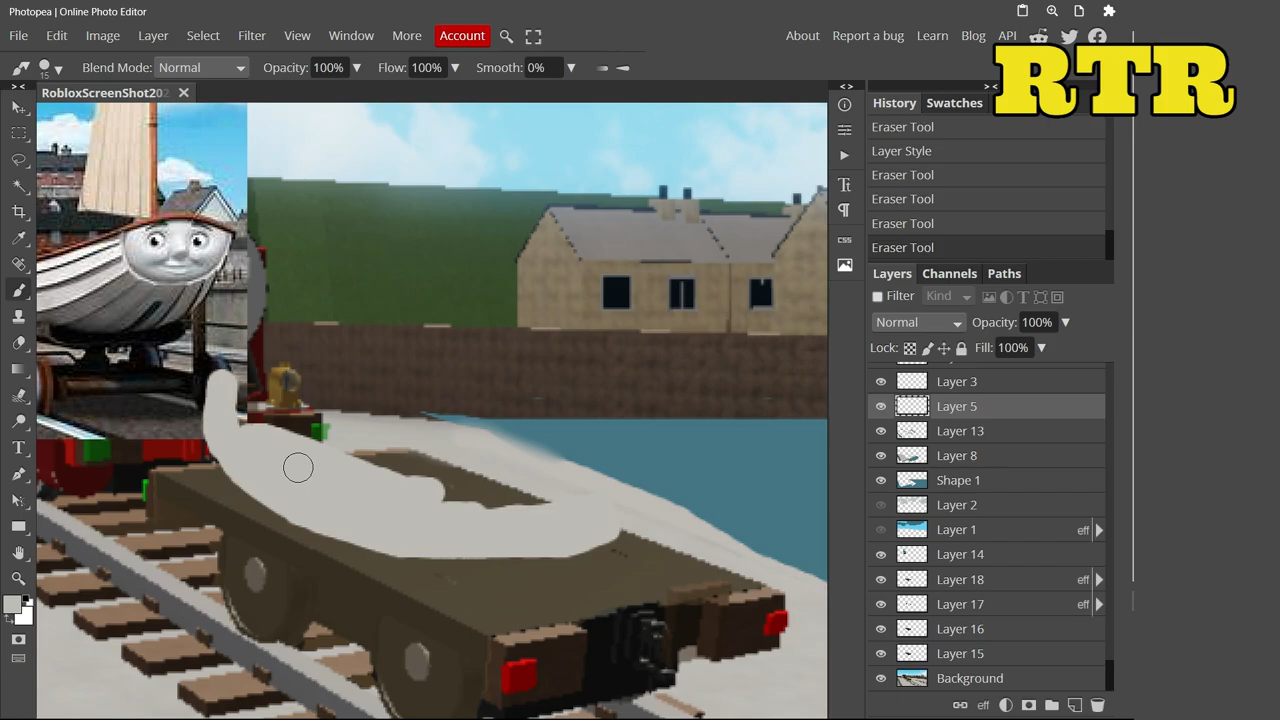 Photopea | Online Photo Editor
File Edit Image Layer Select Filter View Window More Account
About Report a bug Learn Blog API
RTR
15 Blend Mode: Normal Opacity: 100% Flow: 100% Smooth: 0%
RobloxScreenShot202
History Swatches
Eraser Tool
Layer Style
Eraser Tool
Eraser Tool
Eraser Tool
Eraser Tool
CSS
Layers Channels Paths
Filter Kind
Normal Opacity: 100%
Lock: Fill: 100%
Layer 3
Layer 5
Layer 13
Layer 8
Shape 1
Layer 2
Layer 1 eff
Layer 14
Layer 18 eff
Layer 17 eff
Layer 16
Layer 15
Background
eff